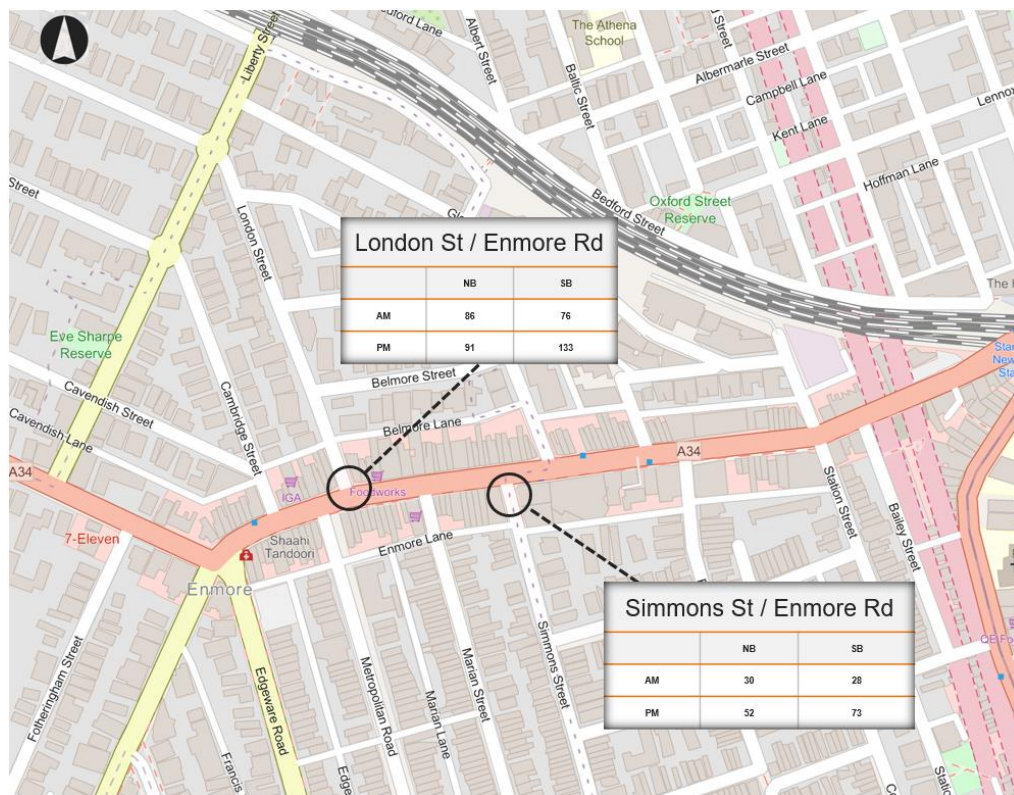 Liberty Street
Bedford Lane
Albert Street
The Athena
School
Baltic Street
Albermarle Street
Campbell Lane
Kent Lane
Hoffman Lane
Street
London Street
Bedford Street
Oxford Street
Reserve
London St / Enmore Rd
NB SB
AM 86 76
PM 91 133
Eve Sharpe
Reserve
Cavendish Street
Cavendish Lane
Cambridge Street
Belmore Street
Belmore Lane
A34
A34
IGA
Foodworks
7-Eleven
Shaahi
Tandoori
Enmore Lane
Enmore
Station Street
Bailey Street
Simmons St / Enmore Rd
NB SB
AM 30 28
PM 52 73
Fotheringham Street
Edgeware Road
Metropolitan Road
Marian Street
Marian Lane
Simmons Street
Francis